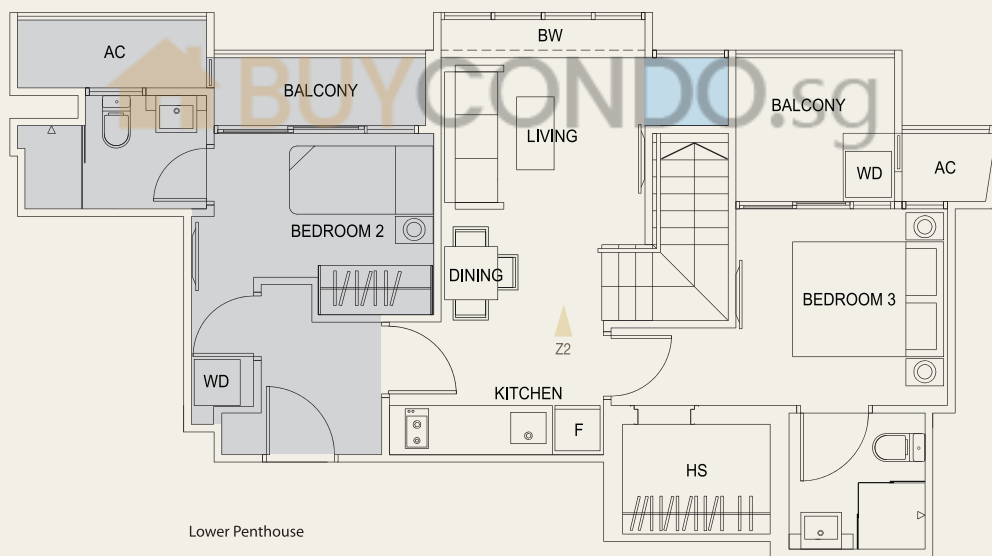 BW
AC
BUYCONDO.sg
BALCONY
BALCONY
LIVING
WD
AC
BEDROOM 2
DINING
BEDROOM 3
Z2
WD
KITCHEN
F
HS
Lower Penthouse